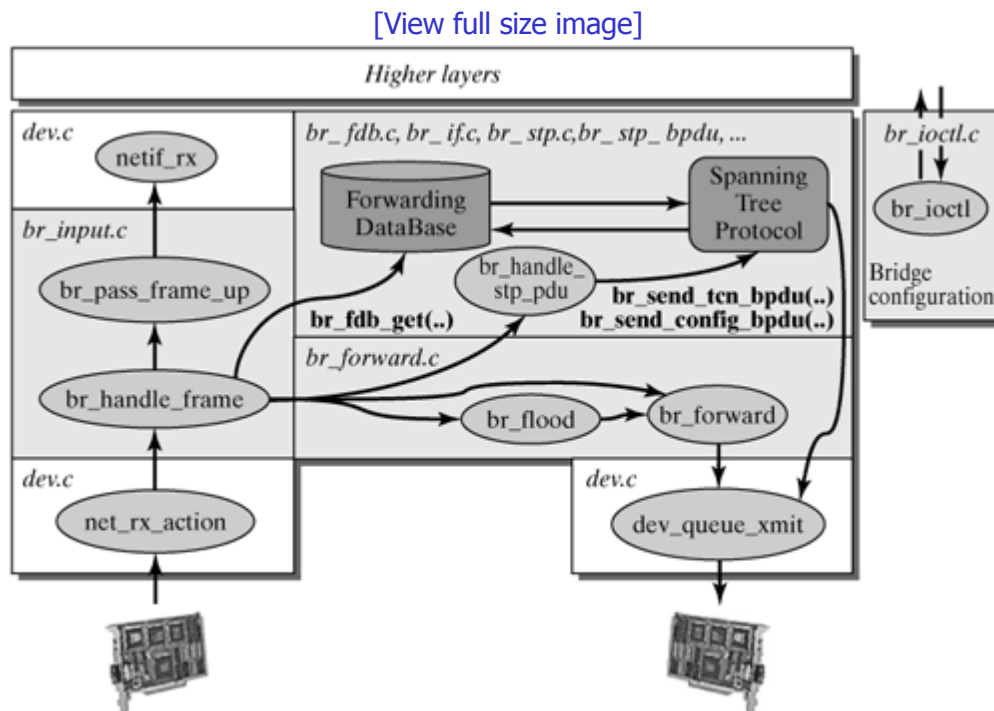 [View full size image]
Higher layers
dev.c
netif_rx
br_input.c
br_pass_frame_up
br_handle_frame
dev.c
net_rx_action
br_fdb.c, br_if.c, br_stp.c,br_stp_bpdu, ...
Forwarding
DataBase
Spanning
Tree
Protocol
br_handle_
stp_pdu
br_fdb_get(..)
br_send_tcn_bpdu(..)
br_send_config_bpdu(..)
br_forward.c
br_flood
br_forward
dev.c
dev_queue_xmit
br_ioctl.c
br_ioctl
Bridge
configuration